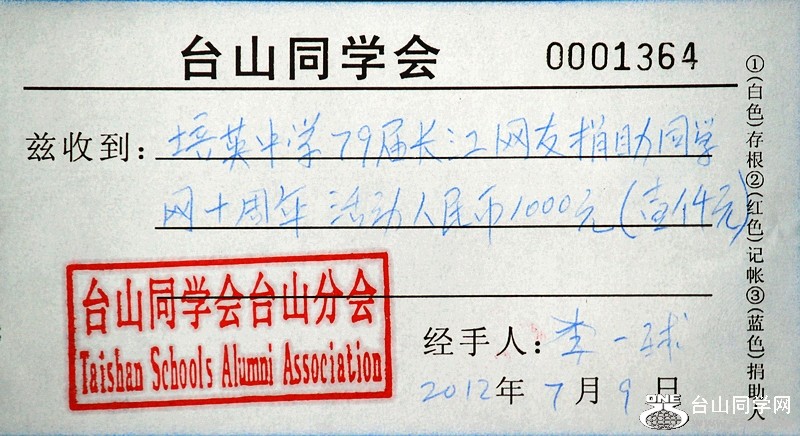 台山同学会
0001364
兹收到：培英中学79届长江网友捐助同学
网十周年活动人民币1000元(壹仟元)
台山同学会台山分会
Taishan Schools Alumni Association
经手人：李一球
2012年7月9日
①(白色)存根②(红色)记帐③(蓝色)捐助人
ONE
台山同学网